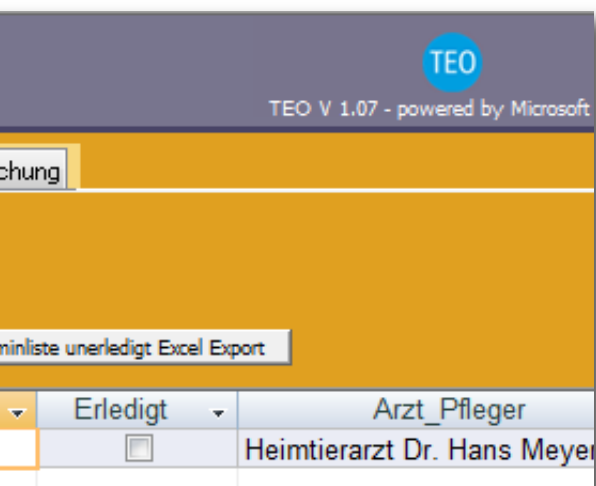 TEO
TEO V 1.07 - powered by Microsoft
chung
minliste unerledigt Excel Export
Erledigt Arzt_Pfleger
Heimtierarzt Dr. Hans Meyer